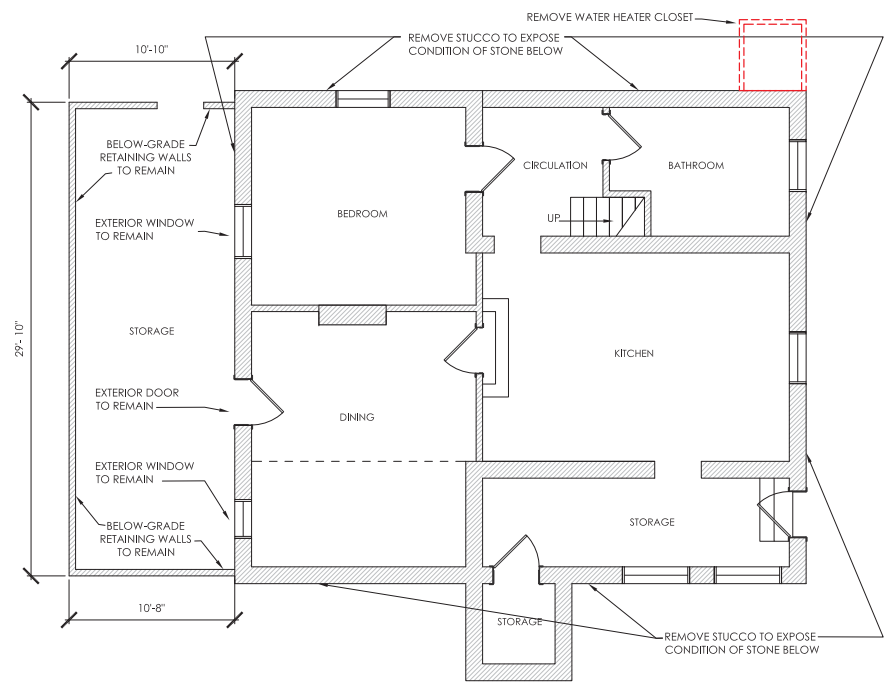 REMOVE WATER HEATER CLOSET
REMOVE STUCCO TO EXPOSE
CONDITION OF STONE BELOW
10'-10"
BELOW-GRADE
RETAINING WALLS
TO REMAIN
CIRCULATION
BATHROOM
BEDROOM
UP
EXTERIOR WINDOW
TO REMAIN
STORAGE
29'- 10"
KITCHEN
EXTERIOR DOOR
TO REMAIN
DINING
EXTERIOR WINDOW
TO REMAIN
STORAGE
BELOW-GRADE
RETAINING WALLS
TO REMAIN
10'-8"
STORAGE
REMOVE STUCCO TO EXPOSE
CONDITION OF STONE BELOW